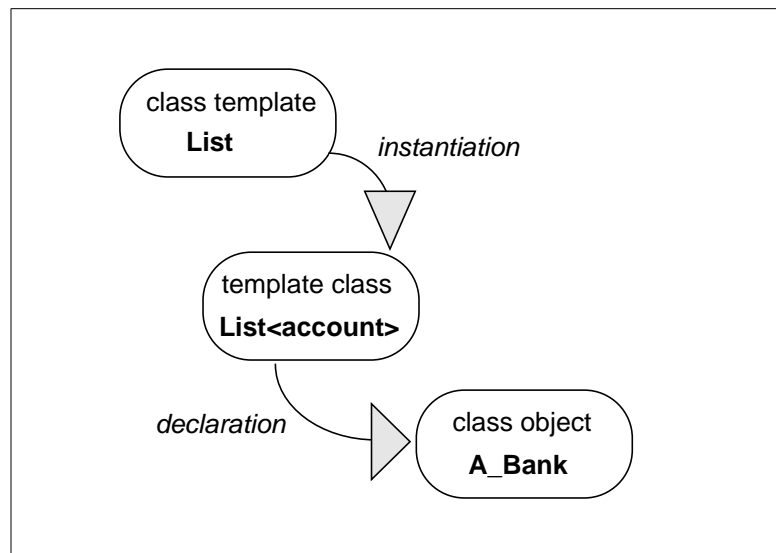 class template
List
instantiation
template class
List<account>
declaration
class object
A_Bank